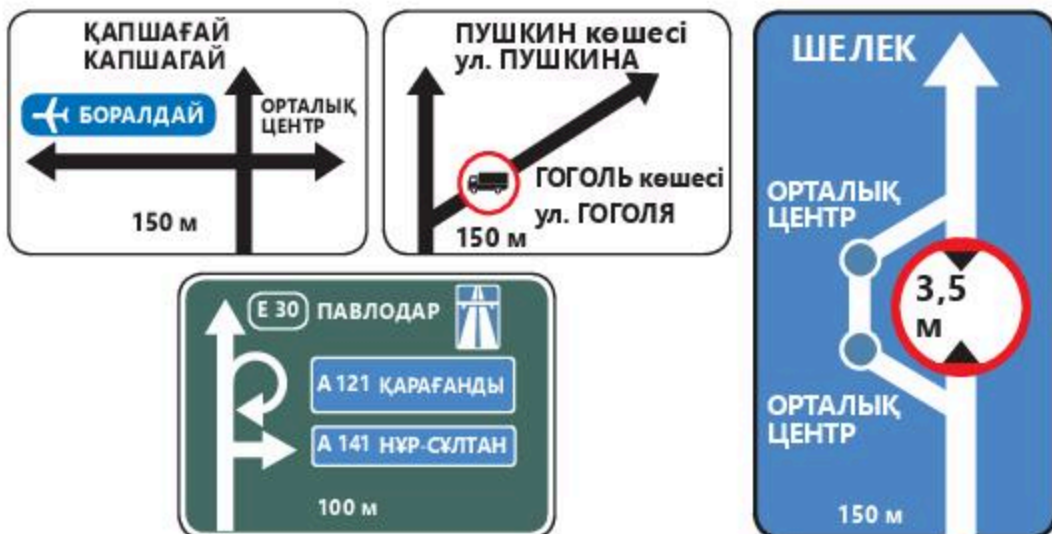 ҚАПШАҒАЙ
КАПШАГАЙ
БОРАЛДАЙ
ОРТАЛЫҚ
ЦЕНТР
150 м
ПУШКИН көшесі
ул. ПУШКИНА
ГОГОЛЬ көшесі
ул. ГОГОЛЯ
150 м
ШЕЛЕК
ОРТАЛЫҚ
ЦЕНТР
3,5
м
ОРТАЛЫҚ
ЦЕНТР
150 м
Е 30 ПАВЛОДАР
А 121 ҚАРАҒАНДЫ
А 141 НҰР-СҰЛТАН
100 м